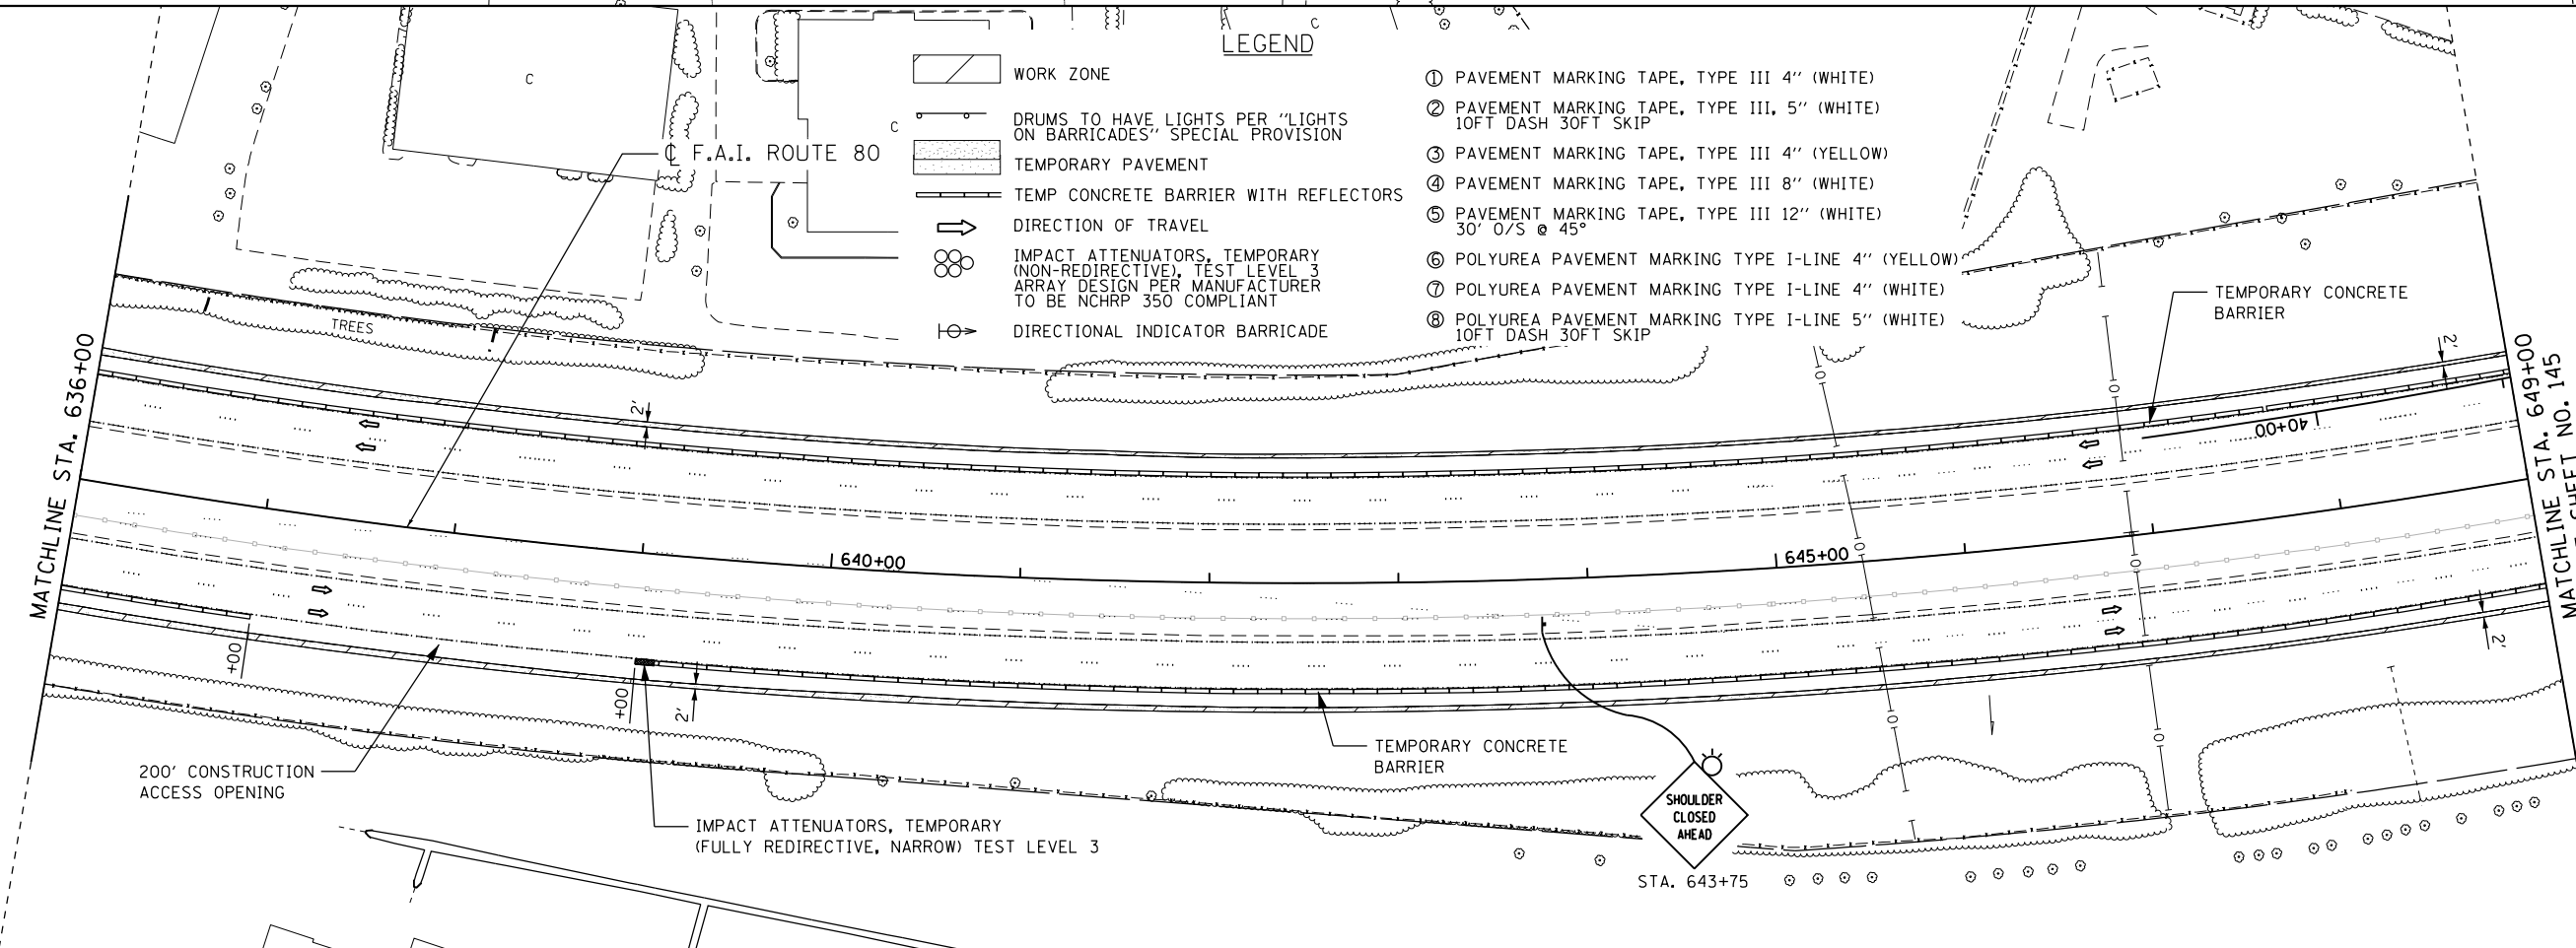 LEGEND
WORK ZONE
DRUMS TO HAVE LIGHTS PER "LIGHTS
ON BARRICADES" SPECIAL PROVISION
TEMPORARY PAVEMENT
TEMP CONCRETE BARRIER WITH REFLECTORS
DIRECTION OF TRAVEL
IMPACT ATTENUATORS, TEMPORARY
(NON-REDIRECTIVE), TEST LEVEL 3
ARRAY DESIGN PER MANUFACTURER
TO BE NCHRP 350 COMPLIANT
DIRECTIONAL INDICATOR BARRICADE
① PAVEMENT MARKING TAPE, TYPE III 4" (WHITE)
② PAVEMENT MARKING TAPE, TYPE III, 5" (WHITE)
10FT DASH 30FT SKIP
③ PAVEMENT MARKING TAPE, TYPE III 4" (YELLOW)
④ PAVEMENT MARKING TAPE, TYPE III 8" (WHITE)
⑤ PAVEMENT MARKING TAPE, TYPE III 12" (WHITE)
30' O/S @ 45°
⑥ POLYUREA PAVEMENT MARKING TYPE I-LINE 4" (YELLOW)
⑦ POLYUREA PAVEMENT MARKING TYPE I-LINE 4" (WHITE)
⑧ POLYUREA PAVEMENT MARKING TYPE I-LINE 5" (WHITE)
10FT DASH 30FT SKIP
C
C
C
℄ F.A.I. ROUTE 80
TREES
TEMPORARY CONCRETE
BARRIER
MATCHLINE STA. 636+00
2'
2'
40+00
640+00
645+00
MATCHLINE STA. 649+00
MATCH SHEET NO. 145
+00
+00
2'
2'
200' CONSTRUCTION
ACCESS OPENING
IMPACT ATTENUATORS, TEMPORARY
(FULLY REDIRECTIVE, NARROW) TEST LEVEL 3
TEMPORARY CONCRETE
BARRIER
SHOULDER
CLOSED
AHEAD
STA. 643+75